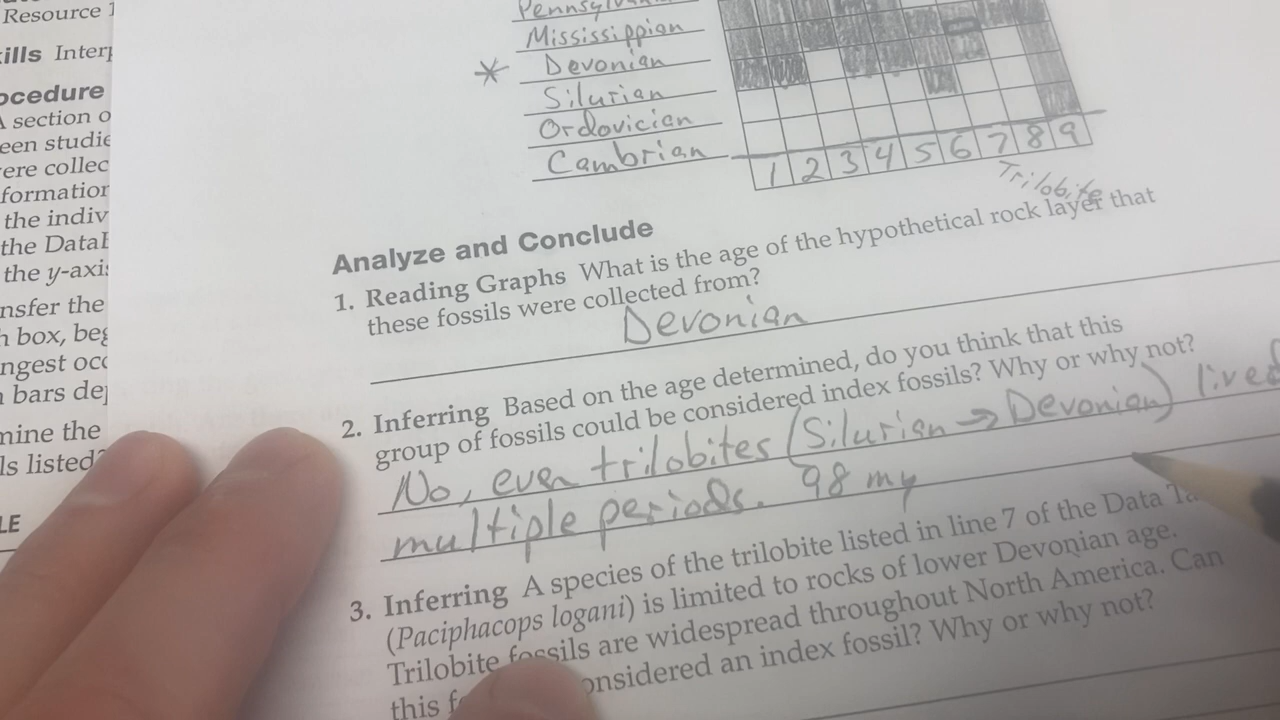 Resource 1
Pennsylvan
Mississippian
* Devonian
Silurian
Ordovician
Cambrian
1 2 3 4 5 6 7 8 9
Trilobite
ills Interp
ocedure
A section o
een studie
ere collec
formation
the indiv
the DataB
the y-axis
nsfer the
h box, beg
ngest occ
n bars dep
mine the
ls listed?
LE
Analyze and Conclude
1. Reading Graphs What is the age of the hypothetical rock layer that
these fossils were collected from?
Devonian
2. Inferring Based on the age determined, do you think that this
group of fossils could be considered index fossils? Why or why not?
No, even trilobites (Silurian → Devonian) lived
multiple periods. 98 my
3. Inferring A species of the trilobite listed in line 7 of the Data Ta
(Paciphacops logani) is limited to rocks of lower Devonian age.
Trilobite fossils are widespread throughout North America. Can
this f onsidered an index fossil? Why or why not?